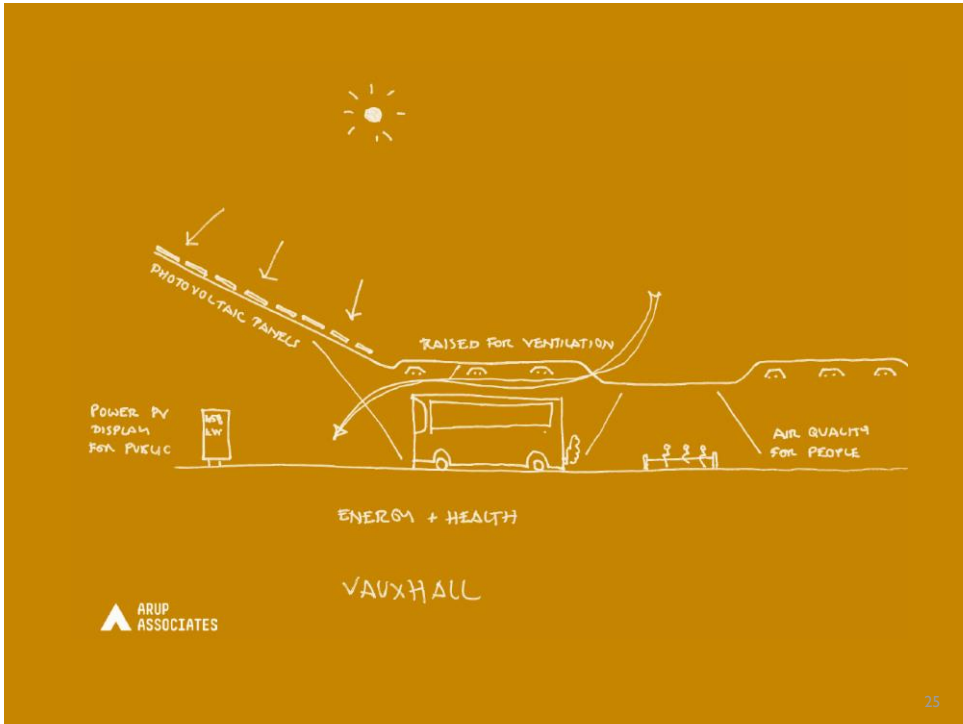 PHOTOVOLTAIC PANELS
RAISED FOR VENTILATION
POWER PV
DISPLAY
FOR PUBLIC
KW
AIR QUALITY
FOR PEOPLE
ENERGY + HEALTH
VAUXHALL
ARUP
ASSOCIATES
25